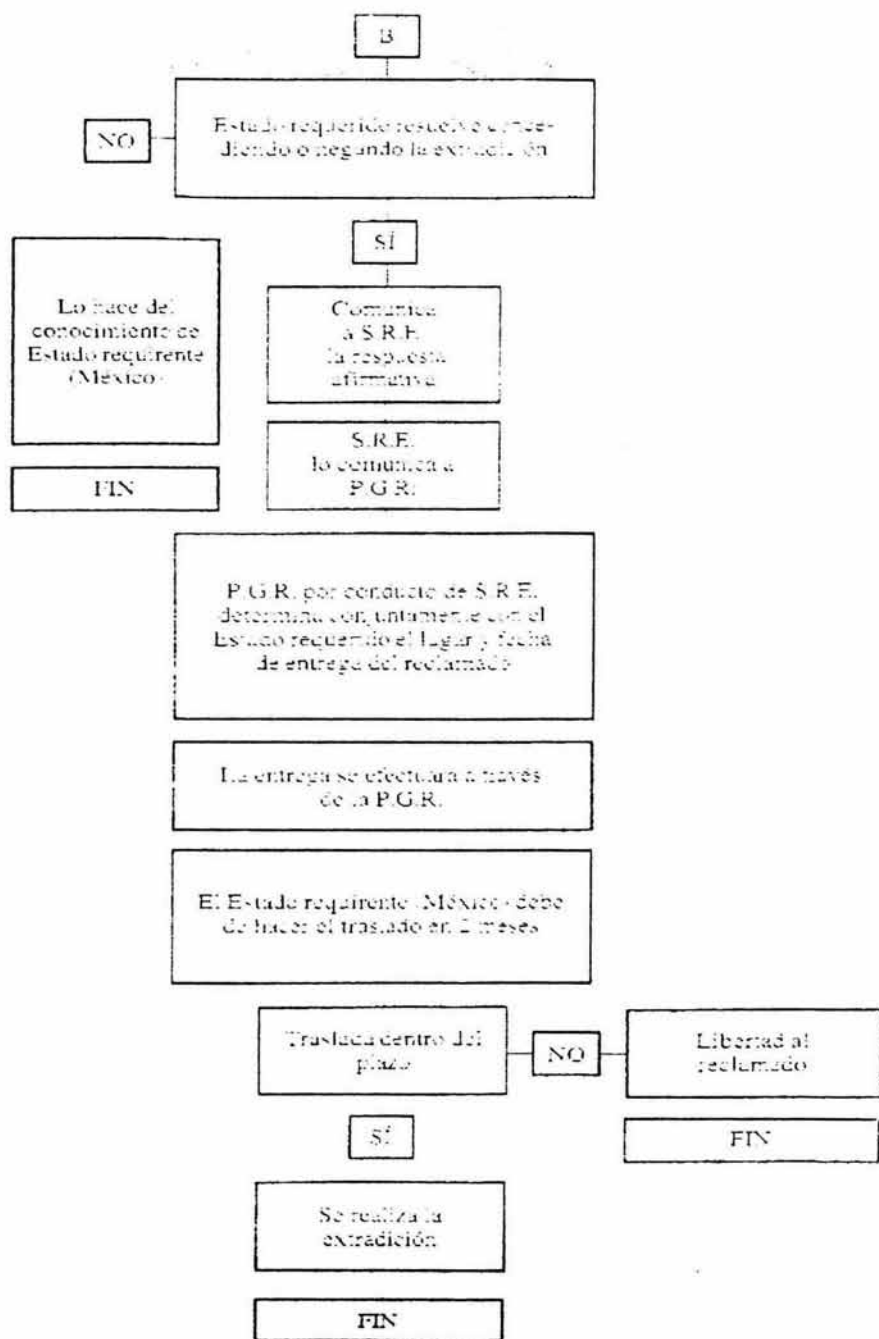 B
NO
Estado requerido resuelve conce-
diendo o negando la extradición
SÍ
Lo hace del
conocimiento de
Estado requirente
(México)
FIN
Comunica
a S.R.E.
la respuesta
afirmativa
S.R.E.
lo comunica a
P.G.R.
P.G.R. por conducto de S.R.E.
determina conjuntamente con el
Estado requerido el lugar y fecha
de entrega del reclamado
La entrega se efectuará a través
de la P.G.R.
El Estado requirente (México) debe
de hacer el traslado en 2 meses
Traslada dentro del
plazo
NO
Libertad al
reclamado
FIN
SÍ
Se realiza la
extradición
FIN